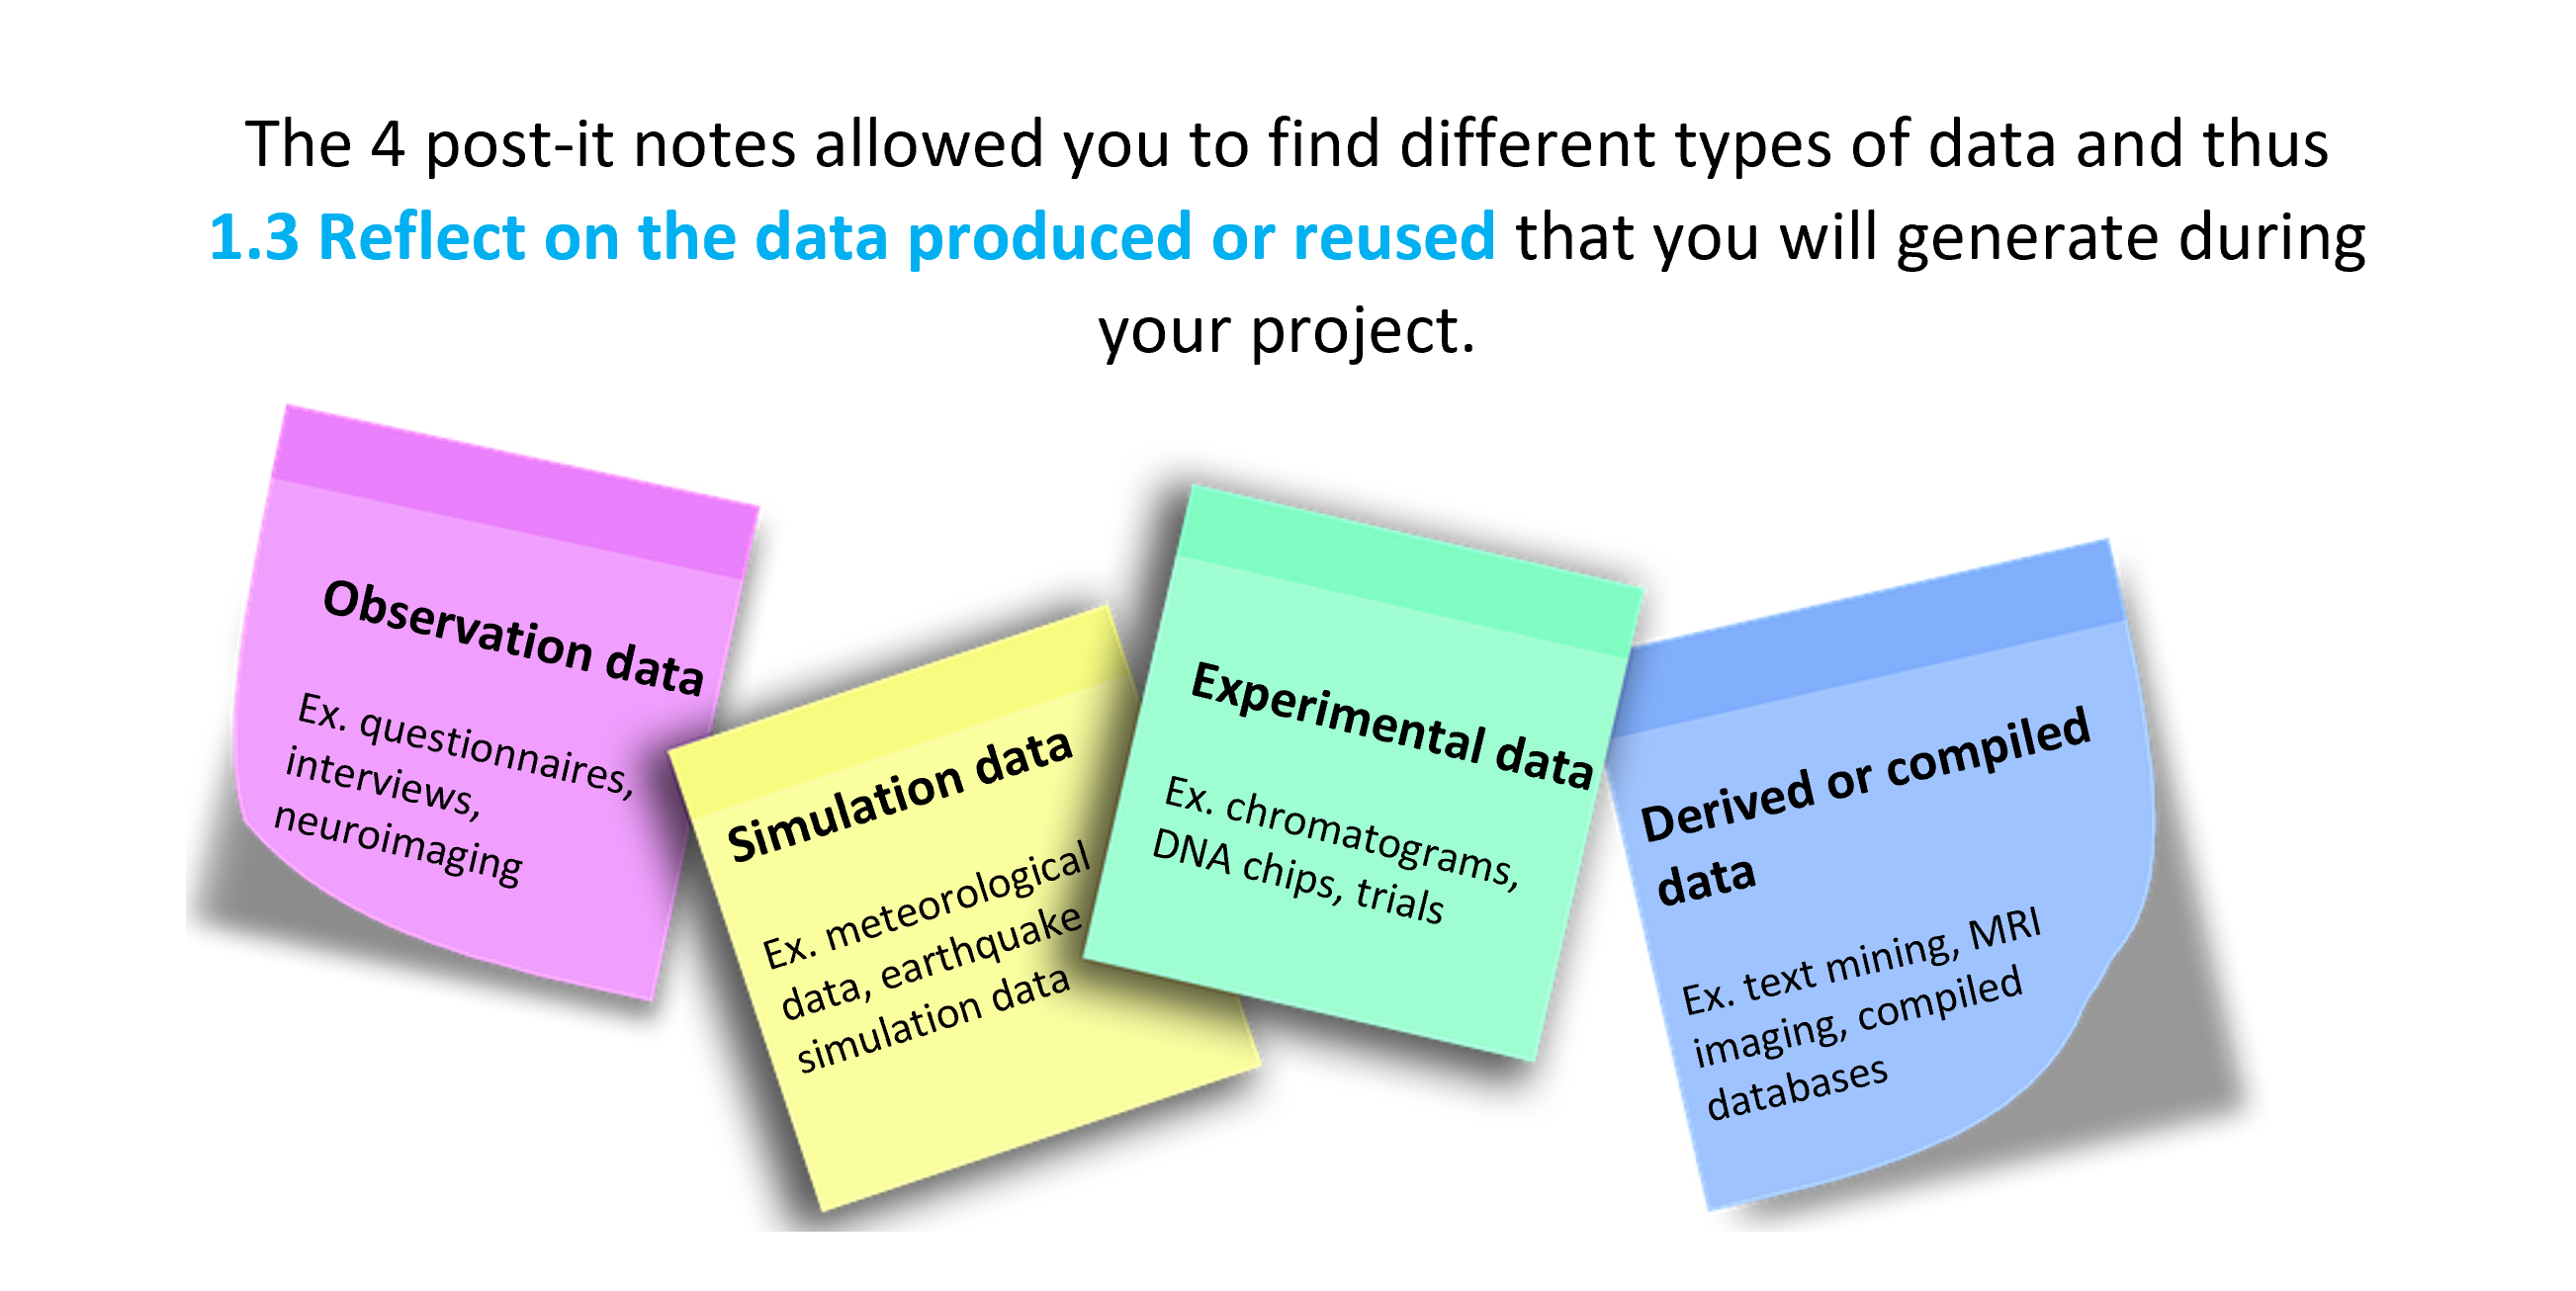 The 4 post-it notes allowed you to find different types of data and thus
1.3 Reflect on the data produced or reused that you will generate during
your project.
Observation data
Ex. questionnaires,
interviews,
neuroimaging
Simulation data
Ex. meteorological
data, earthquake
simulation data
Experimental data
Ex. chromatograms,
DNA chips, trials
Derived or compiled
data
Ex. text mining, MRI
imaging, compiled
databases